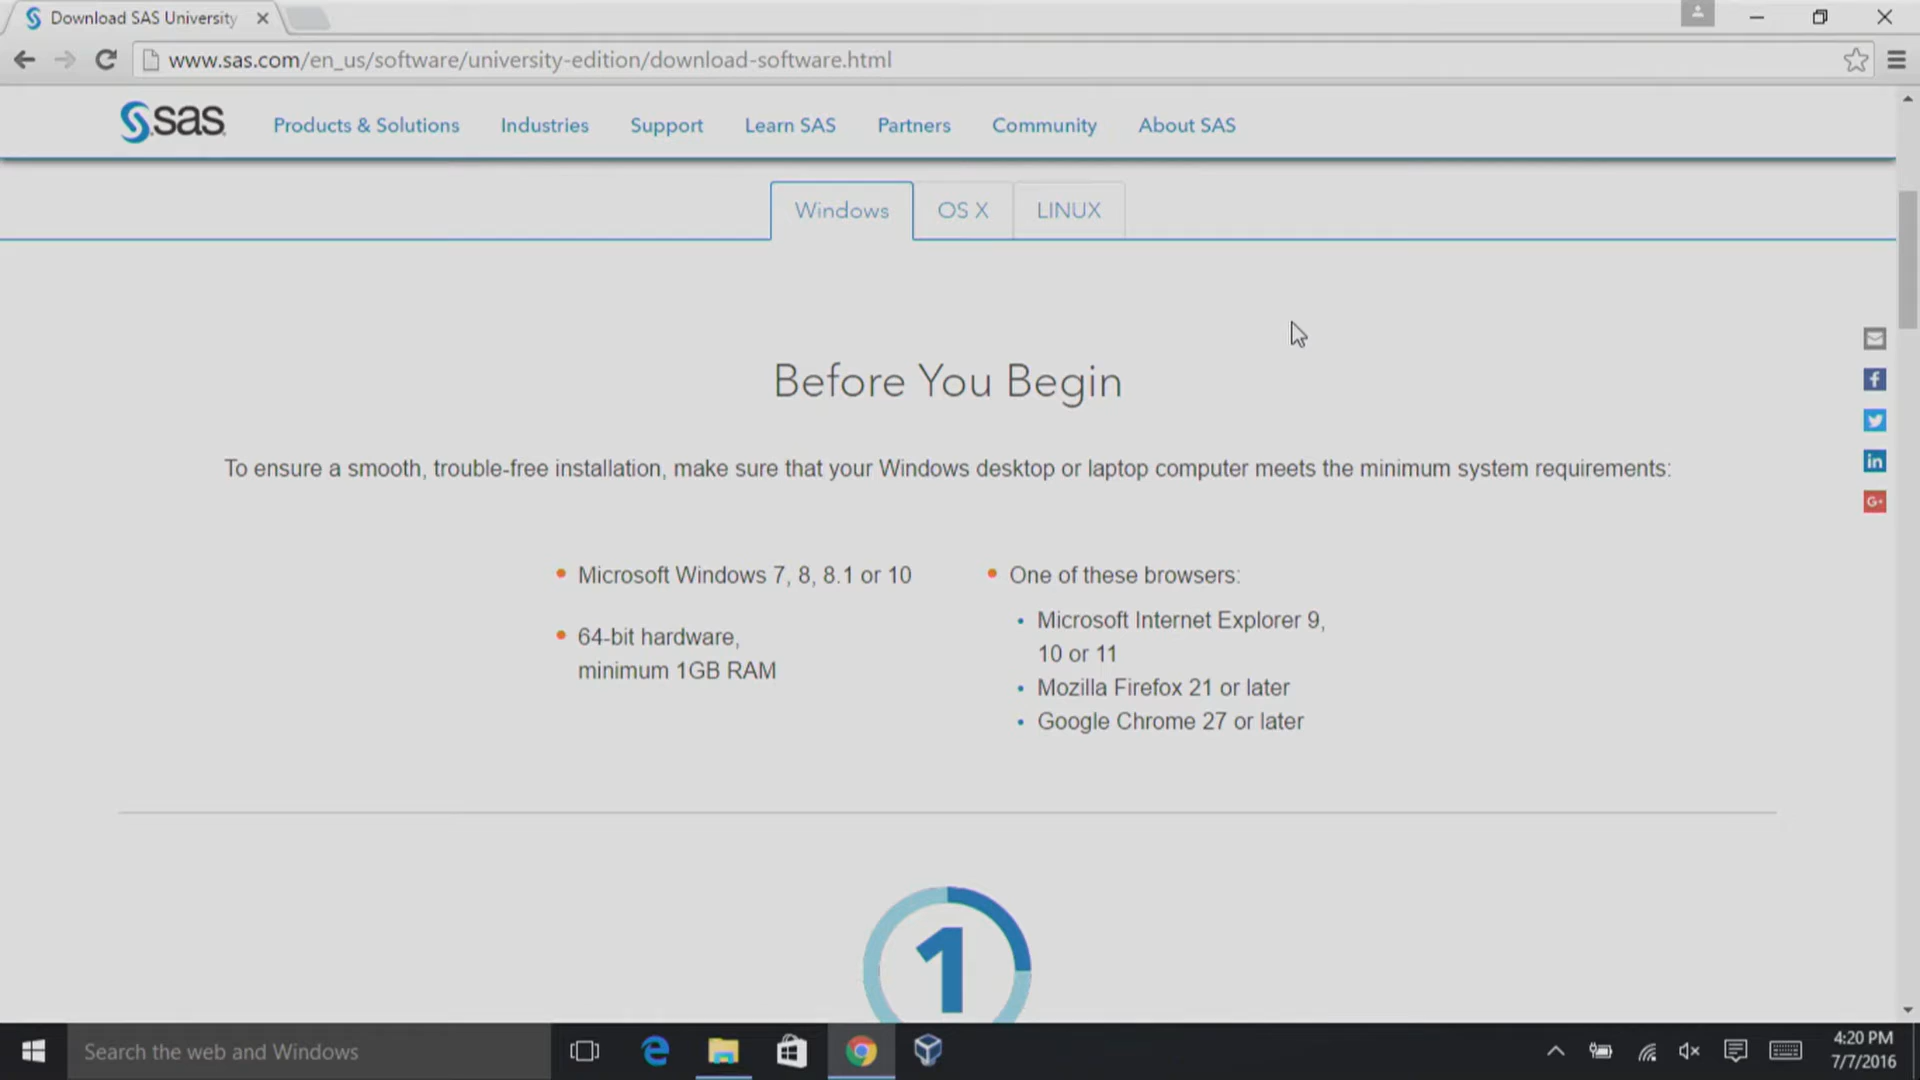 Download SAS University
www.sas.com/en_us/software/university-edition/download-software.html
sas
Products & Solutions
Industries
Support
Learn SAS
Partners
Community
About SAS
Windows
OS X
LINUX
Before You Begin
To ensure a smooth, trouble-free installation, make sure that your Windows desktop or laptop computer meets the minimum system requirements:
Microsoft Windows 7, 8, 8.1 or 10
64-bit hardware,
minimum 1GB RAM
One of these browsers:
Microsoft Internet Explorer 9,
10 or 11
Mozilla Firefox 21 or later
Google Chrome 27 or later
1
Search the web and Windows
4:20 PM
7/7/2016